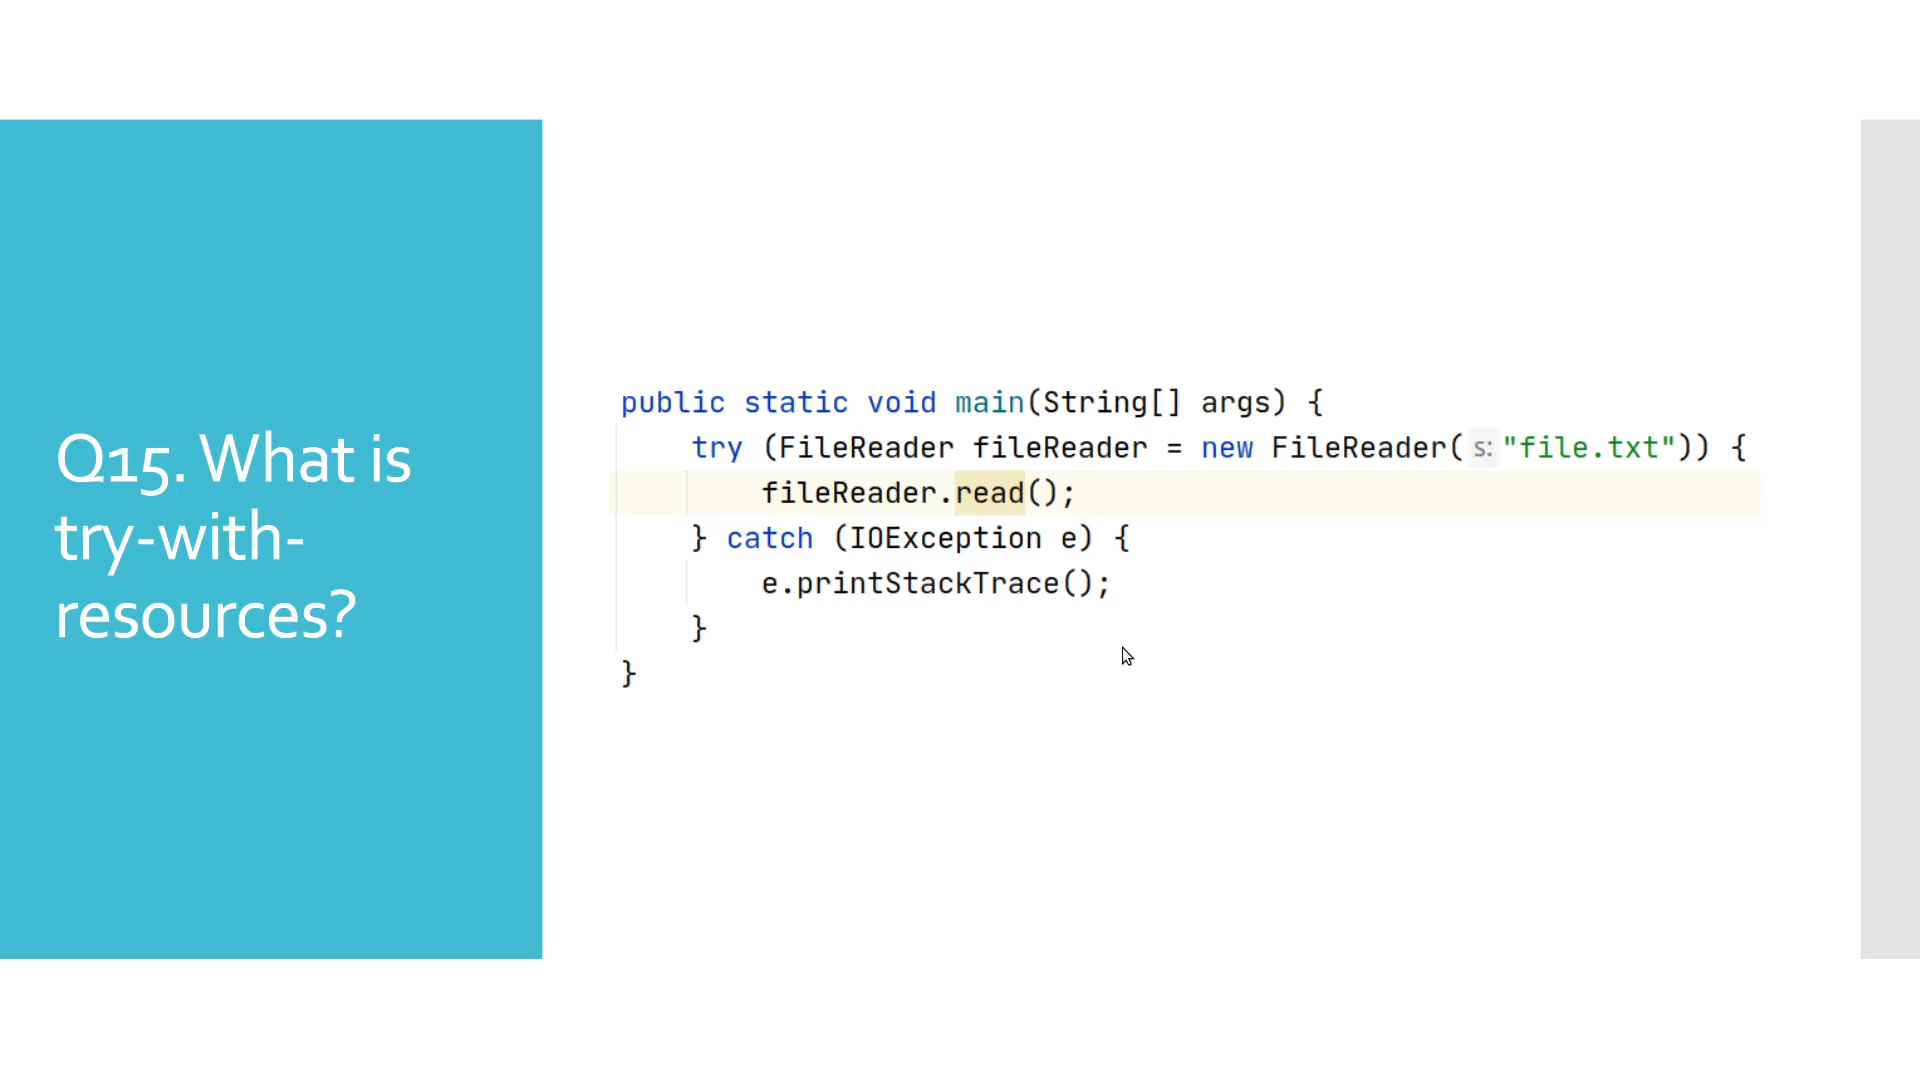 Q15. What is
try-with-
resources?
public static void main(String[] args) {
try (FileReader fileReader = new FileReader( s: "file.txt")) {
fileReader.read();
} catch (IOException e) {
e.printStackTrace();
}
}